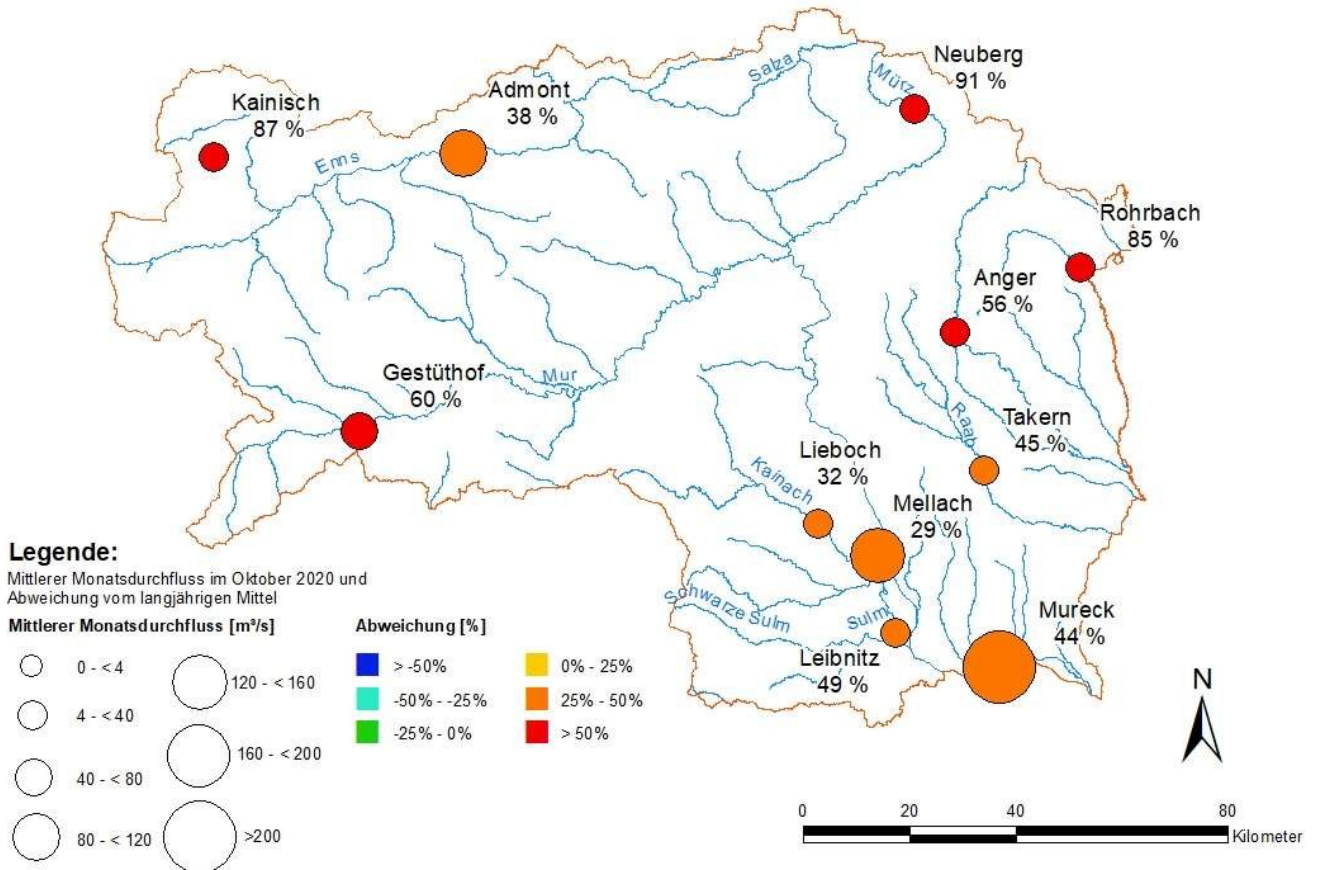 Neuberg
91 %
Salza
Mürz
Kainisch
87 %
Admont
38 %
Enns
Rohrbach
85 %
Anger
56 %
Gestüthof
60 %
Mur
Raab
Takern
45 %
Lieboch
32 %
Kainach
Mellach
29 %
Schwarze Sulm
Sulm
Leibnitz
49 %
Mureck
44 %
Legende:
Mittlerer Monatsdurchfluss im Oktober 2020 und
Abweichung vom langjährigen Mittel
Mittlerer Monatsdurchfluss [m³/s]
0 - < 4
4 - < 40
40 - < 80
80 - < 120
120 - < 160
160 - < 200
>200
Abweichung [%]
> -50%
-50% - -25%
-25% - 0%
0% - 25%
25% - 50%
> 50%
N
0 20 40 80
Kilometer